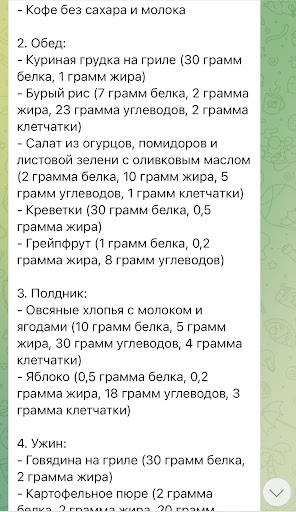 - Кофе без сахара и молока
2. Обед:
- Куриная грудка на гриле (30 грамм
белка, 1 грамм жира)
- Бурый рис (7 грамм белка, 2 грамма
жира, 23 грамма углеводов, 2 грамма
клетчатки)
- Салат из огурцов, помидоров и
листовой зелени с оливковым маслом
(2 грамма белка, 10 грамм жира, 5
грамм углеводов, 1 грамм клетчатки)
- Креветки (30 грамм белка, 0,5
грамма жира)
- Грейпфрут (1 грамм белка, 0,2
грамма жира, 8 грамм углеводов)
3. Полдник:
- Овсяные хлопья с молоком и
ягодами (10 грамм белка, 5 грамм
жира, 30 грамм углеводов, 4 грамма
клетчатки)
- Яблоко (0,5 грамма белка, 0,2
грамма жира, 18 грамм углеводов, 3
грамма клетчатки)
4. Ужин:
- Говядина на гриле (30 грамм белка,
2 грамма жира)
- Картофельное пюре (2 грамма
белка, 2 грамма жира, 20 грамм